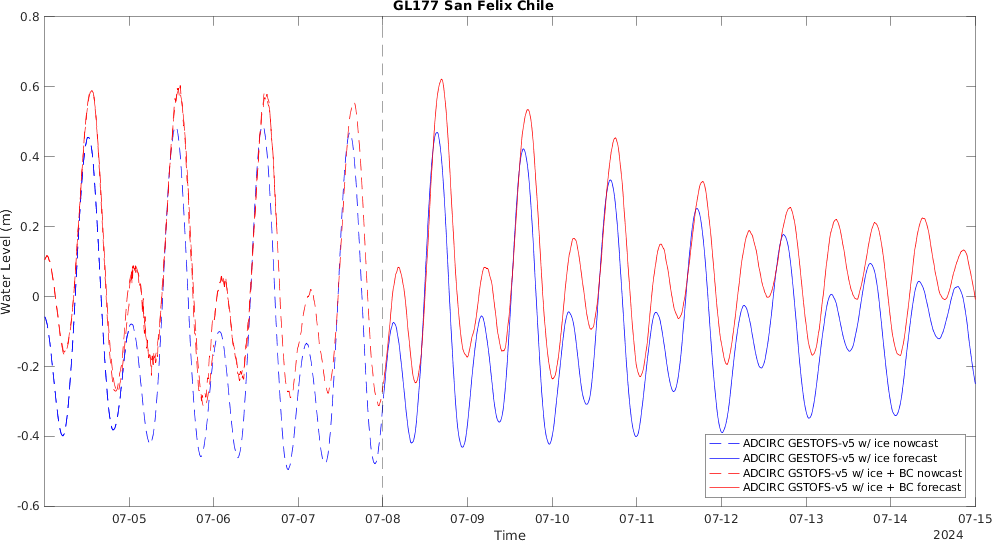 GL177 San Felix Chile
0.8
0.6
0.4
0.2
0
-0.2
-0.4
-0.6
Water Level (m)
ADCIRC GESTOFS-v5 w/ ice nowcast
ADCIRC GESTOFS-v5 w/ ice forecast
ADCIRC GSTOFS-v5 w/ ice + BC nowcast
ADCIRC GSTOFS-v5 w/ ice + BC forecast
07-05 07-06 07-07 07-08 07-09 07-10 07-11 07-12 07-13 07-14 07-15
Time
2024